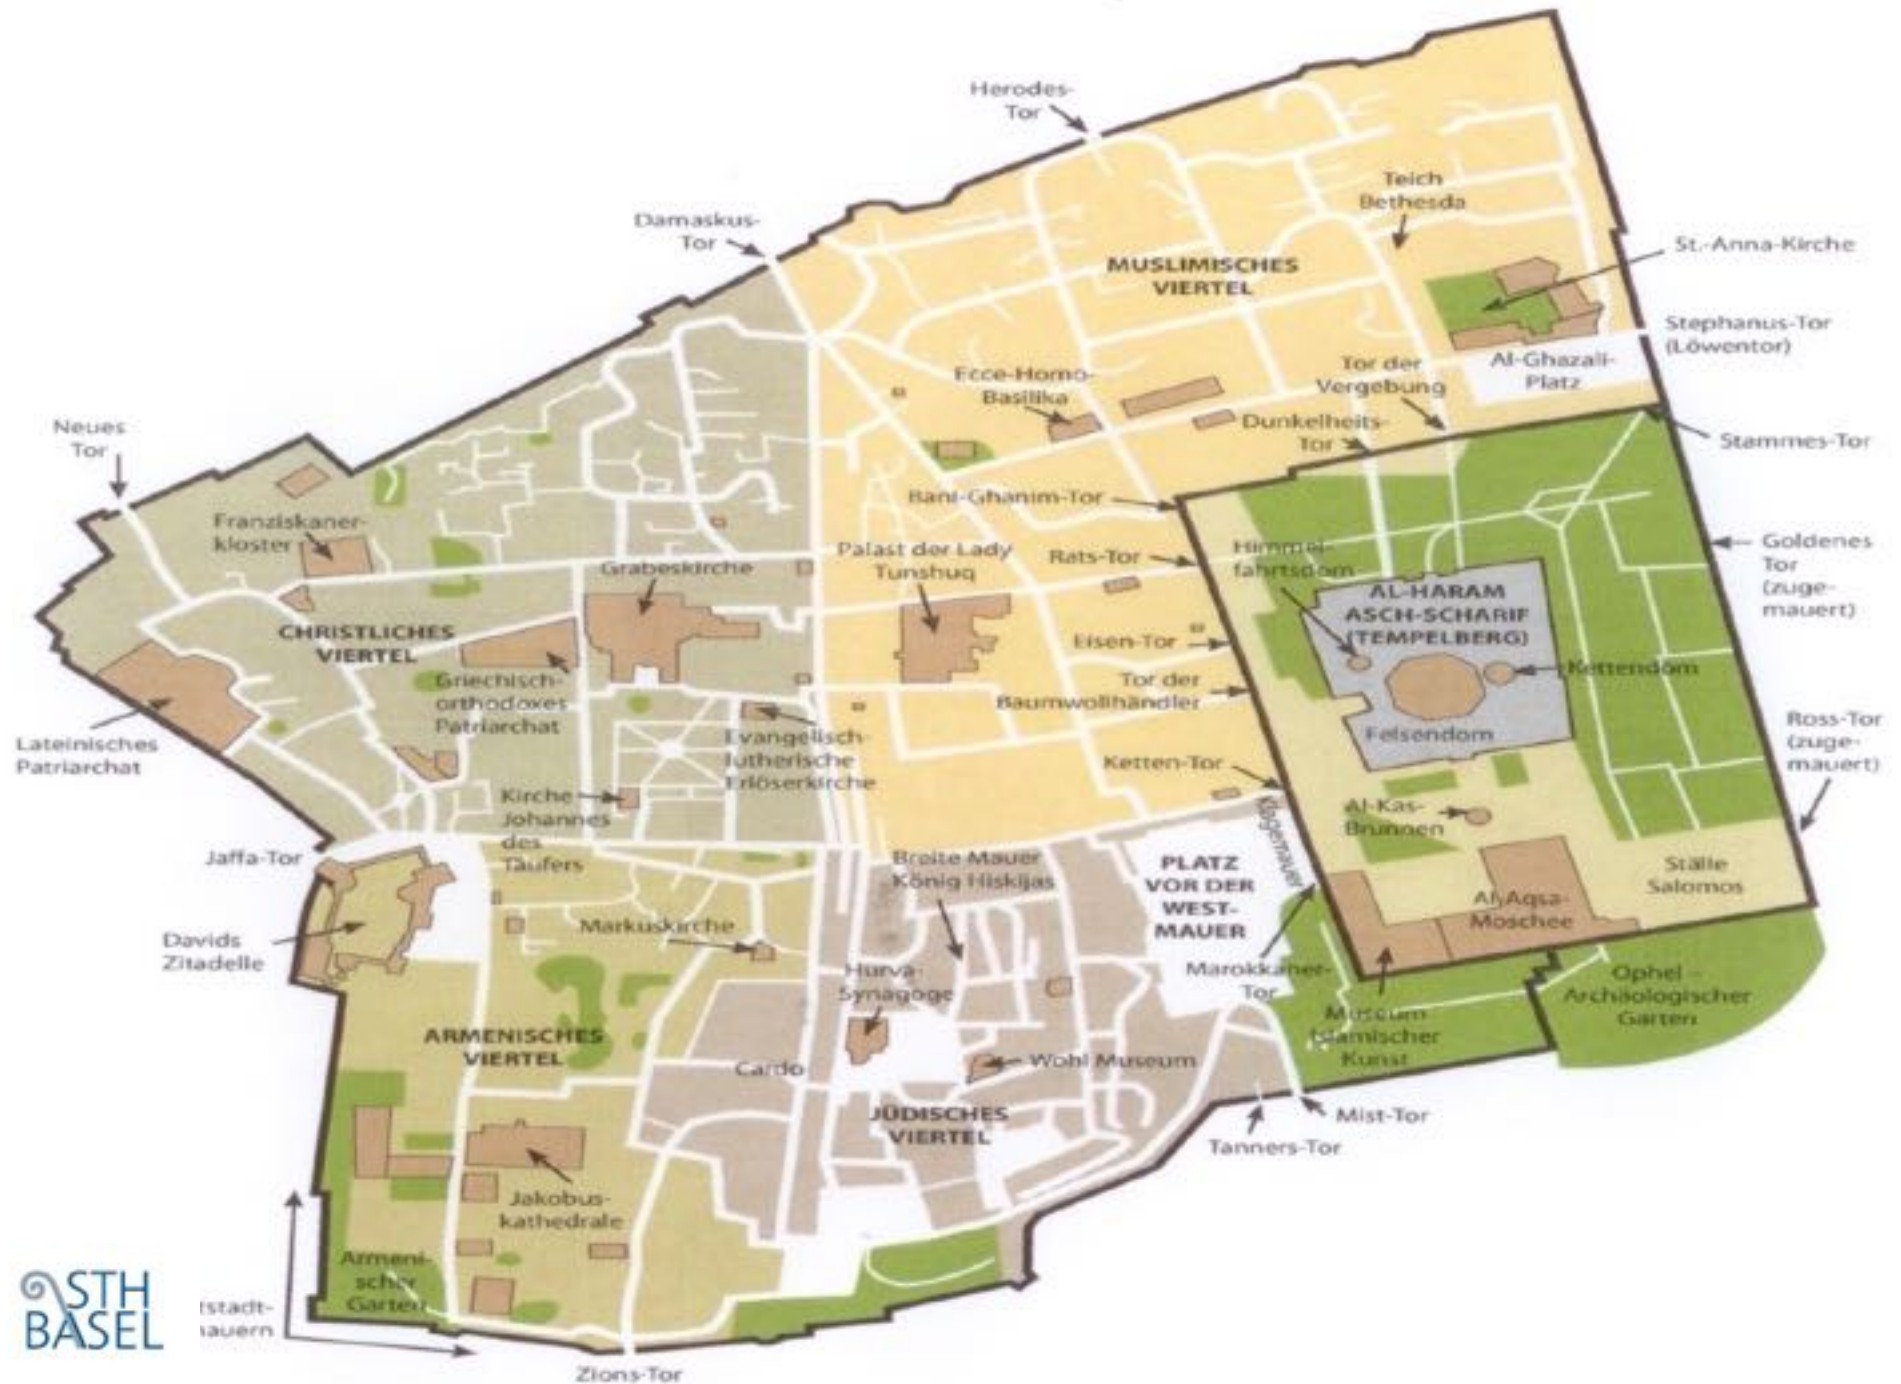 Herodes-
Tor
Damaskus-
Tor
Teich
Bethesda
MUSLIMISCHES
VIERTEL
St.-Anna-Kirche
Stephanus-Tor
(Löwentor)
Al-Ghazali-
Platz
Tor der
Vergebung
Ecce-Homo-
Basilika
Dunkelheits-
Tor
Stammes-Tor
Neues
Tor
Bani-Ghanim-Tor
Franziskaner-
kloster
Grabeskirche
Palast der Lady
Tunshuq
Rats-Tor
Himmel-
fahrtsdom
Goldenes
Tor
(zuge-
mauert)
AL-HARAM
ASCH-SCHARIF
(TEMPELBERG)
CHRISTLICHES
VIERTEL
Eisen-Tor
Kettendom
Griechisch-
orthodoxes
Patriarchat
Tor der
Baumwollhändler
Felsendom
Lateinisches
Patriarchat
Evangelisch-
lutherische
Erlöserkirche
Ross-Tor
(zuge-
mauert)
Ketten-Tor
Kirche
Johannes
des
Täufers
Al-Kas-
Brunnen
Klagemauer
Jaffa-Tor
Breite Mauer
König Hiskijas
PLATZ
VOR DER
WEST-
MAUER
Ställe
Salomos
Al-Aqsa-
Moschee
Davids
Zitadelle
Markuskirche
Hurva-
Synagoge
Marokkaner-
Tor
Ophel –
Archäologischer
Garten
Museum
Islamischer
Kunst
ARMENISCHES
VIERTEL
Cardo
Wohl Museum
JÜDISCHES
VIERTEL
Mist-Tor
Tanners-Tor
Jakobus-
kathedrale
Armeni-
scher
Garten
STH
BASEL
tstadt-
mauern
Zions-Tor